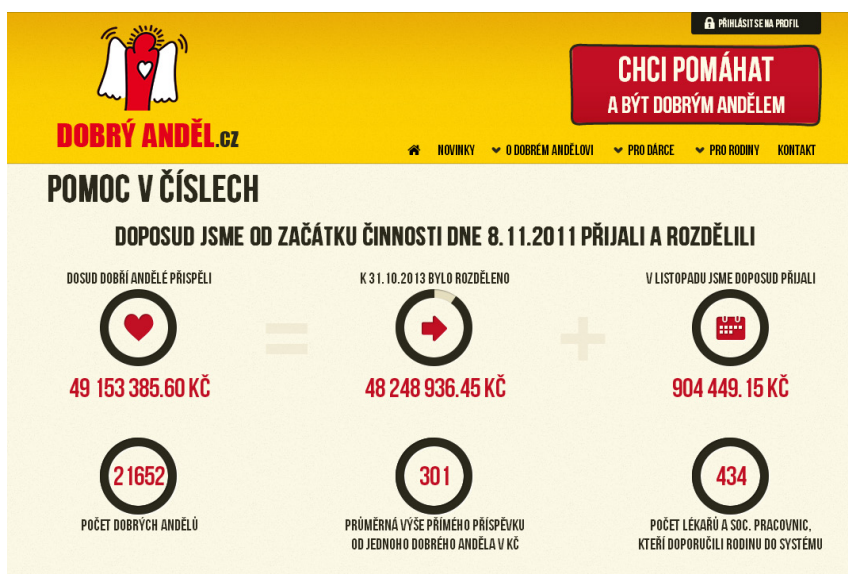 PŘIHLÁSIT SE NA PROFIL
CHCI POMÁHAT
A BÝT DOBRÝM ANDĚLEM
DOBRÝ ANDĚL.cz
NOVINKY O DOBRÉM ANDĚLOVI PRO DÁRCE PRO RODINY KONTAKT
POMOC V ČÍSLECH
DOPOSUD JSME OD ZAČÁTKU ČINNOSTI DNE 8.11.2011 PŘIJALI A ROZDĚLILI
DOSUD DOBŘÍ ANDĚLÉ PŘISPĚLI
K 31.10.2013 BYLO ROZDĚLENO
V LISTOPADU JSME DOPOSUD PŘIJALI
=
+
49 153 385.60 KČ
48 248 936.45 KČ
904 449.15 KČ
21652
301
434
POČET DOBRÝCH ANDĚLŮ
PRŮMĚRNÁ VÝŠE PŘÍMÉHO PŘÍSPĚVKU
OD JEDNOHO DOBRÉHO ANDĚLA V KČ
POČET LÉKAŘŮ A SOC. PRACOVNIC,
KTEŘÍ DOPORUČILI RODINU DO SYSTÉMU